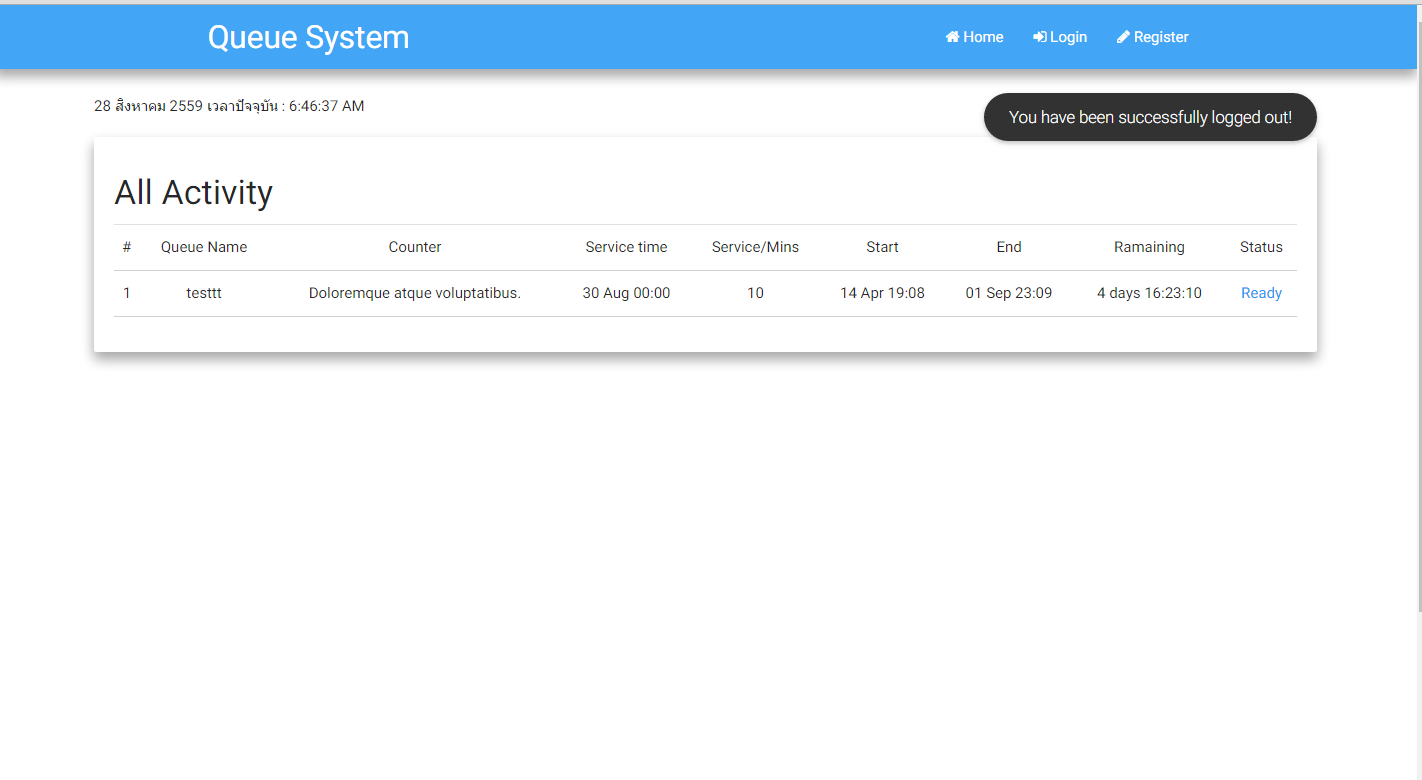 Queue System Home Login Register
28 สิงหาคม 2559 เวลาปัจจุบัน : 6:46:37 AM
You have been successfully logged out!
All Activity
# Queue Name Counter Service time Service/Mins Start End Ramaining Status
1 testtt Doloremque atque voluptatibus. 30 Aug 00:00 10 14 Apr 19:08 01 Sep 23:09 4 days 16:23:10 Ready